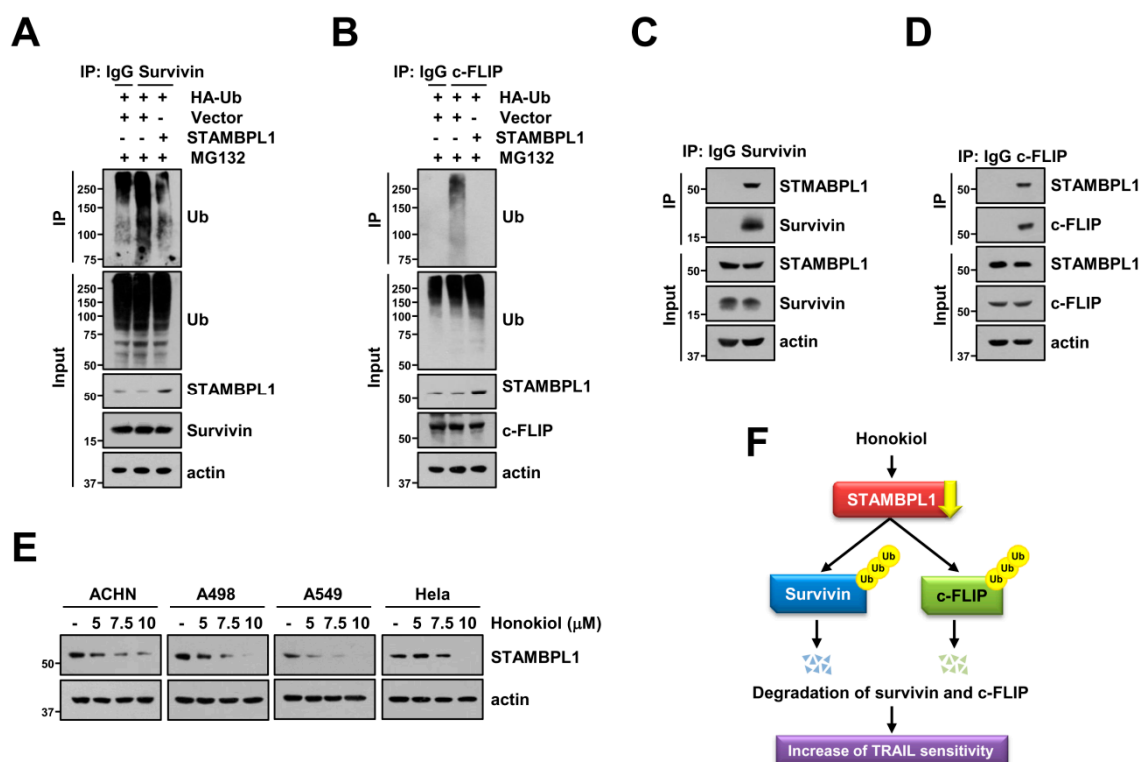 A
IP: IgG Survivin
+ + + HA-Ub
+ + - Vector
- - + STAMBPL1
+ + + MG132
IP
250
150
100
75
Ub
Input
250
150
100
75
50
Ub
50
STAMBPL1
15
Survivin
37
actin
B
IP: IgG c-FLIP
+ + + HA-Ub
+ + - Vector
- - + STAMBPL1
+ + + MG132
IP
250
150
100
75
Ub
Input
250
150
100
75
50
Ub
50
STAMBPL1
50
c-FLIP
37
actin
C
IP: IgG Survivin
IP
50
STMABPL1
15
Survivin
Input
50
STAMBPL1
15
Survivin
37
actin
D
IP: IgG c-FLIP
IP
50
STAMBPL1
50
c-FLIP
Input
50
STAMBPL1
50
c-FLIP
37
actin
E
ACHN A498 A549 Hela
- 5 7.5 10 - 5 7.5 10 - 5 7.5 10 - 5 7.5 10 Honokiol (μM)
50
STAMBPL1
37
actin
F
Honokiol
STAMBPL1
Ub
Ub
Ub
Survivin
Ub
Ub
Ub
c-FLIP
Degradation of survivin and c-FLIP
Increase of TRAIL sensitivity